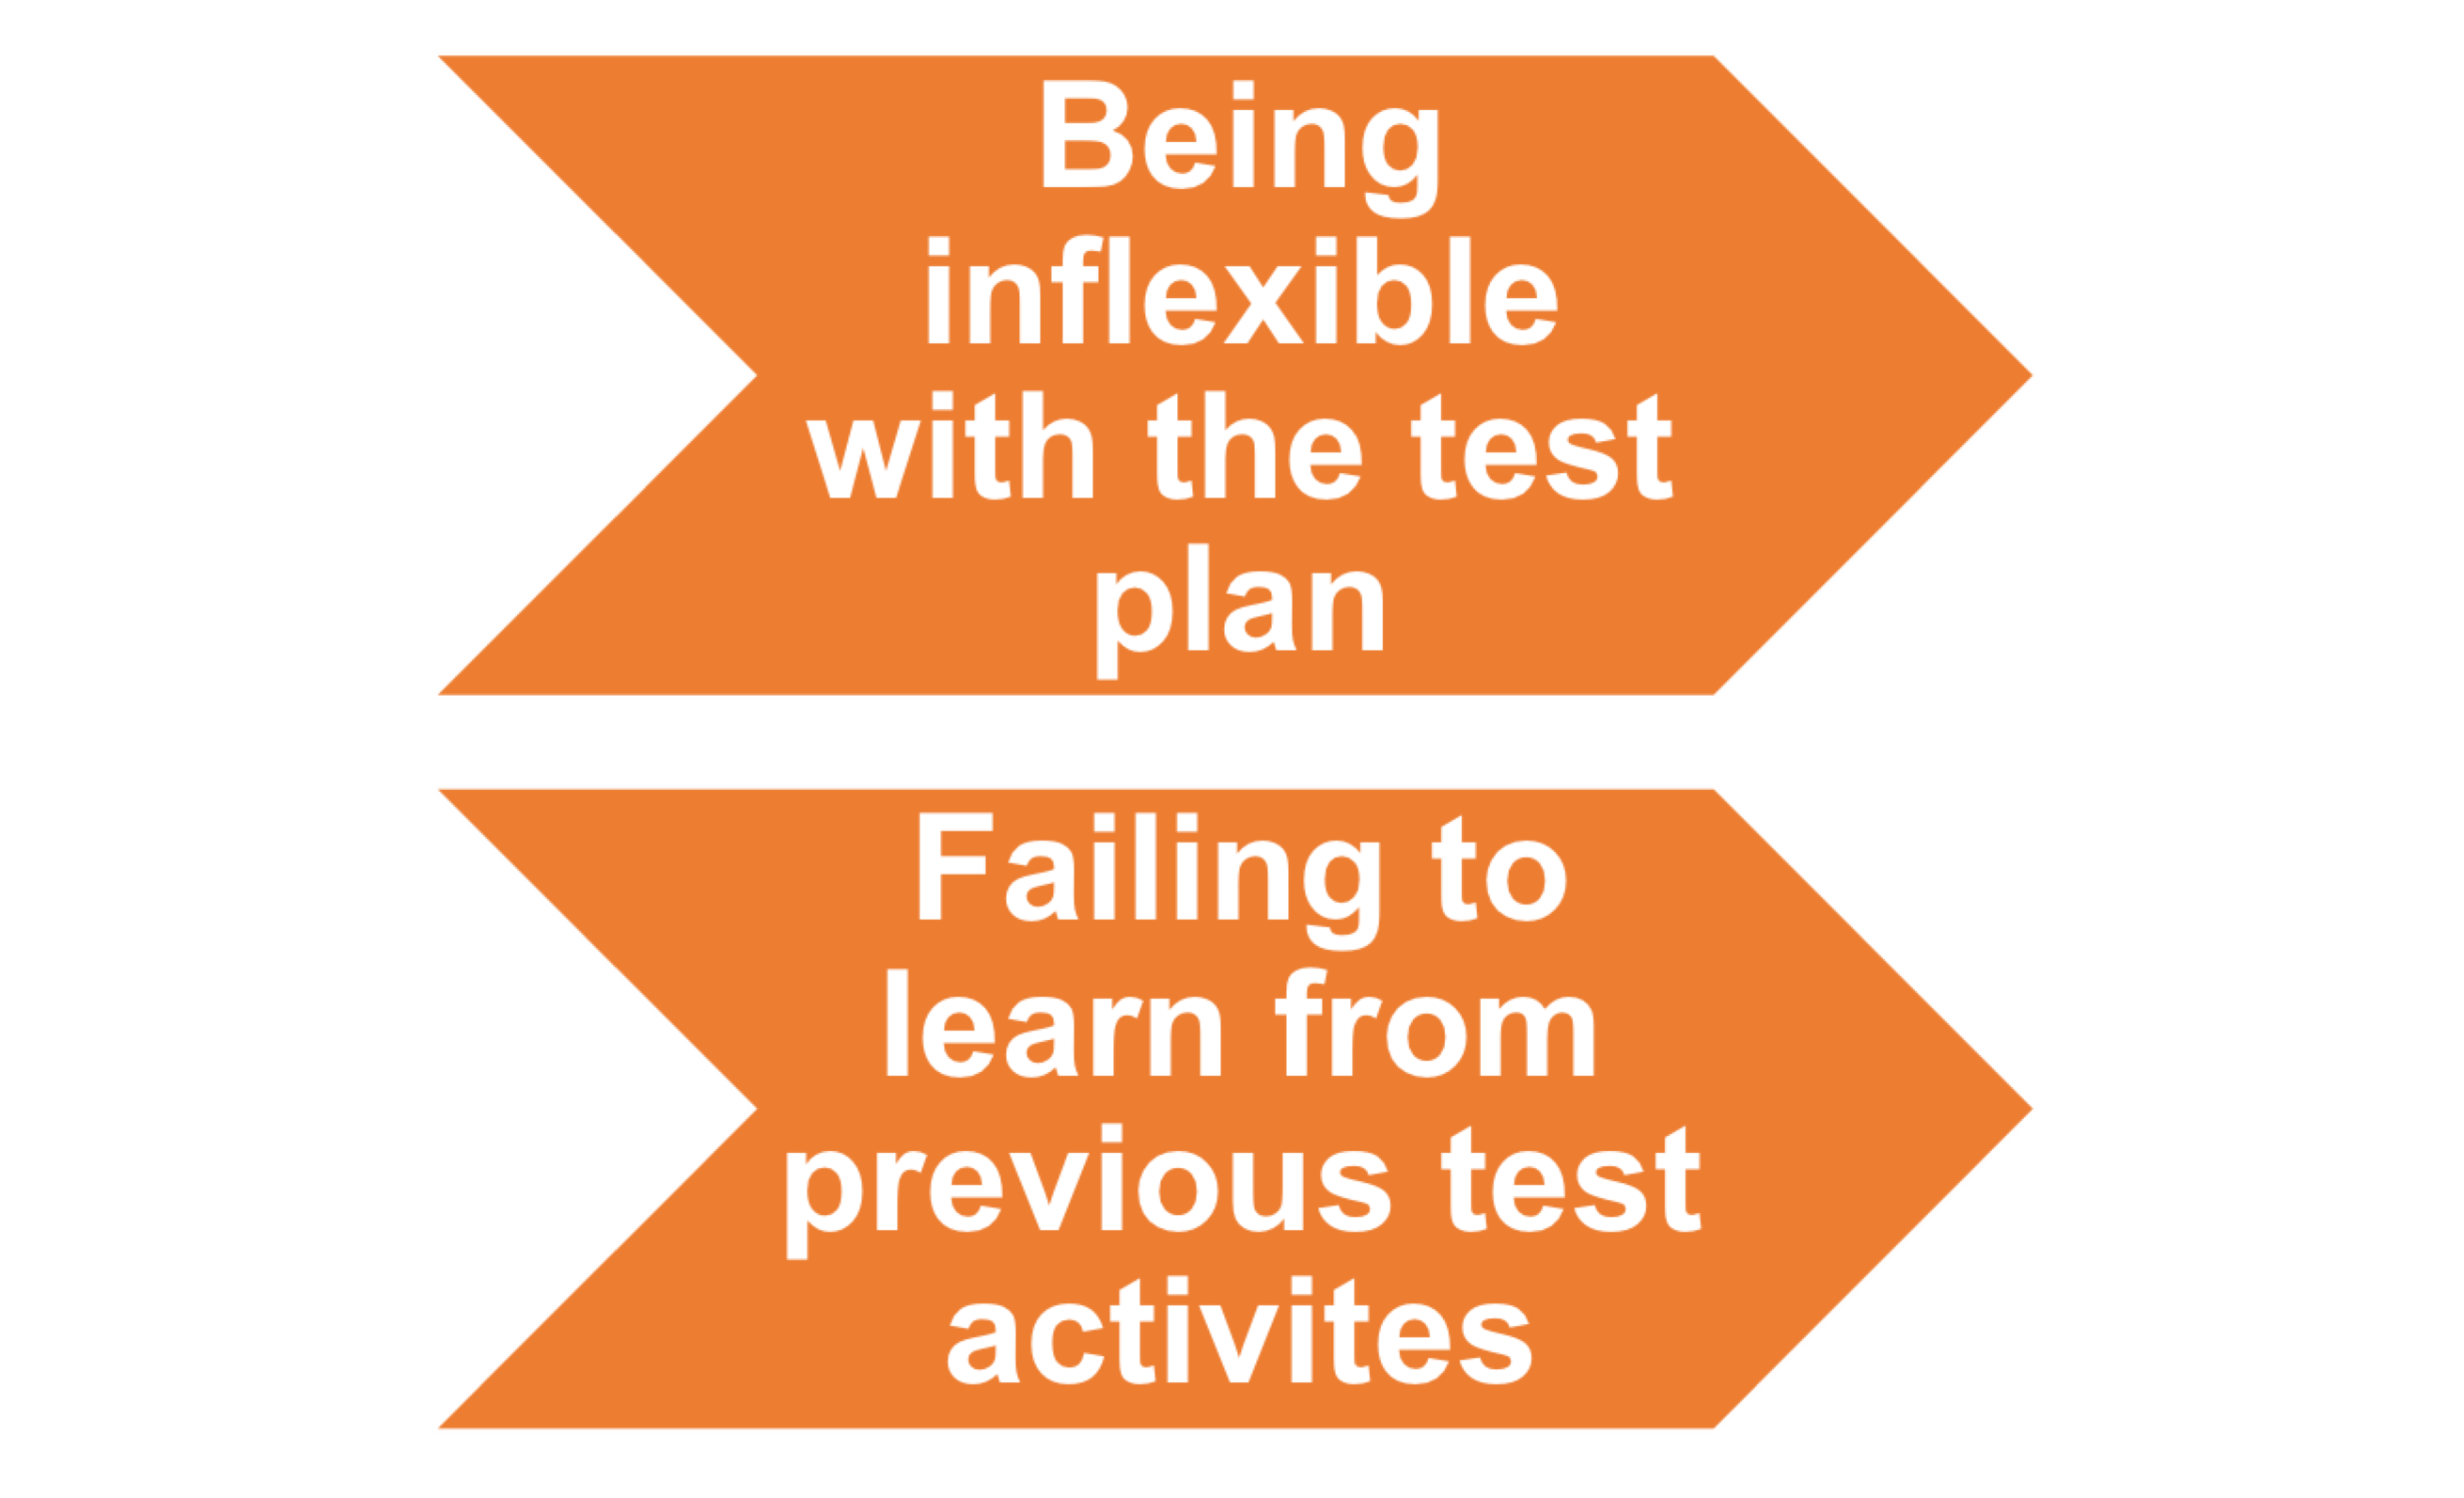 Being
inflexible
with the test
plan
Failing to
learn from
previous test
activites